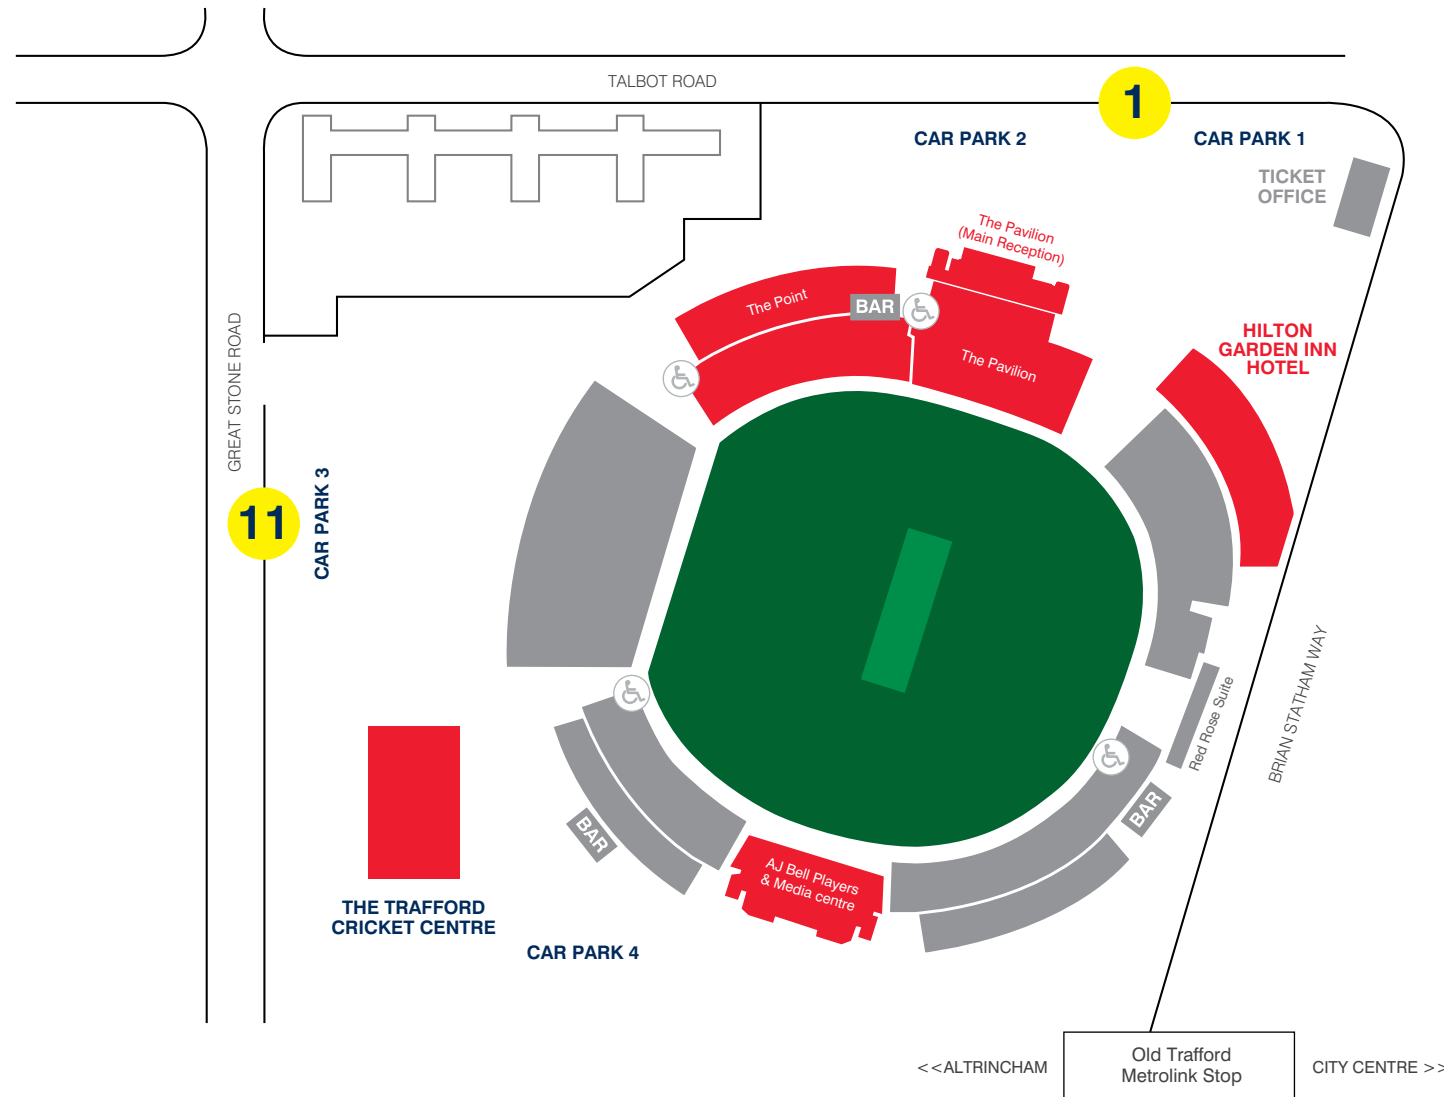 TALBOT ROAD
1
CAR PARK 2
CAR PARK 1
TICKET
OFFICE
The Pavilion
(Main Reception)
The Point
BAR
The Pavilion
HILTON
GARDEN INN
HOTEL
GREAT STONE ROAD
CAR PARK 3
11
BRIAN STATHAM WAY
Red Rose Suite
BAR
BAR
AJ Bell Players
& Media centre
THE TRAFFORD
CRICKET CENTRE
CAR PARK 4
<<ALTRINCHAM
Old Trafford
Metrolink Stop
CITY CENTRE >>